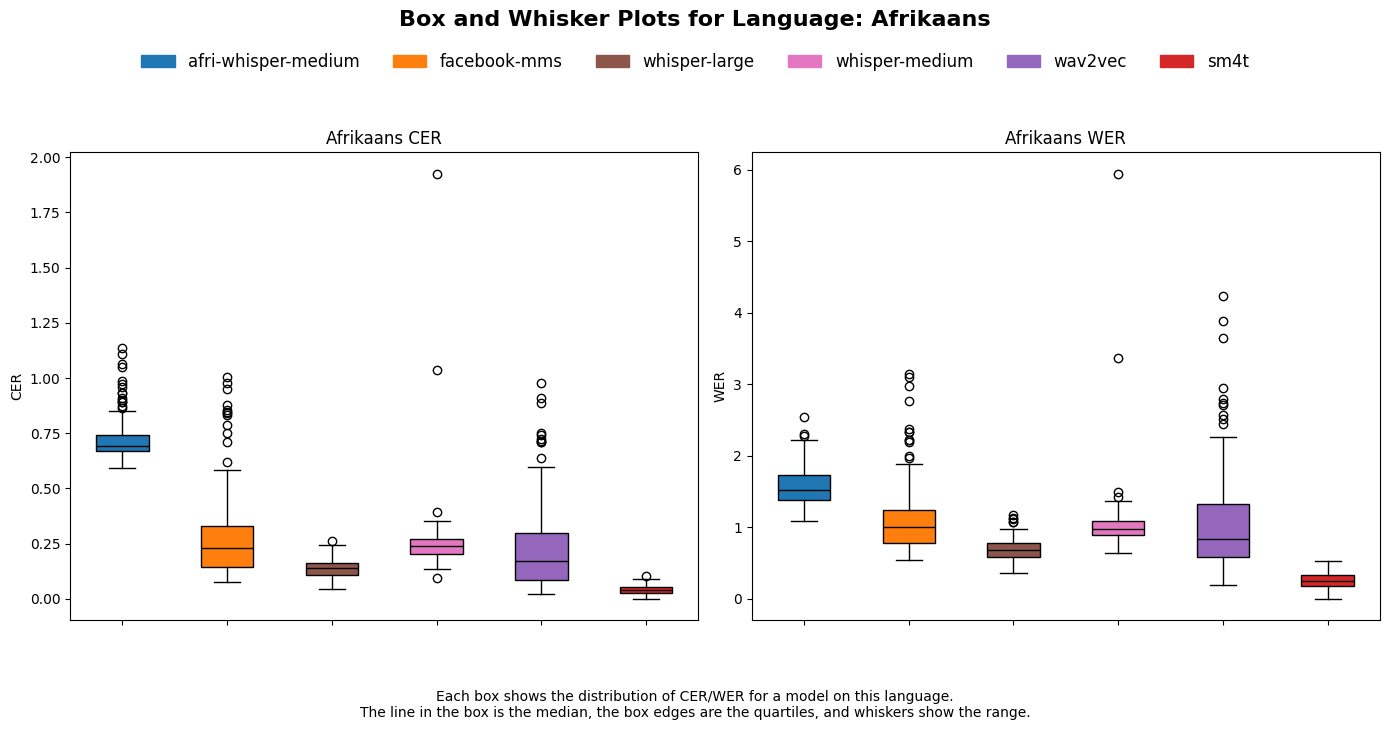 Box and Whisker Plots for Language: Afrikaans
afri-whisper-medium facebook-mms whisper-large whisper-medium wav2vec sm4t
Afrikaans CER
2.00
1.75
1.50
1.25
1.00
0.75
0.50
0.25
0.00
CER
Afrikaans WER
6
5
4
3
2
1
0
WER
Each box shows the distribution of CER/WER for a model on this language.
The line in the box is the median, the box edges are the quartiles, and whiskers show the range.